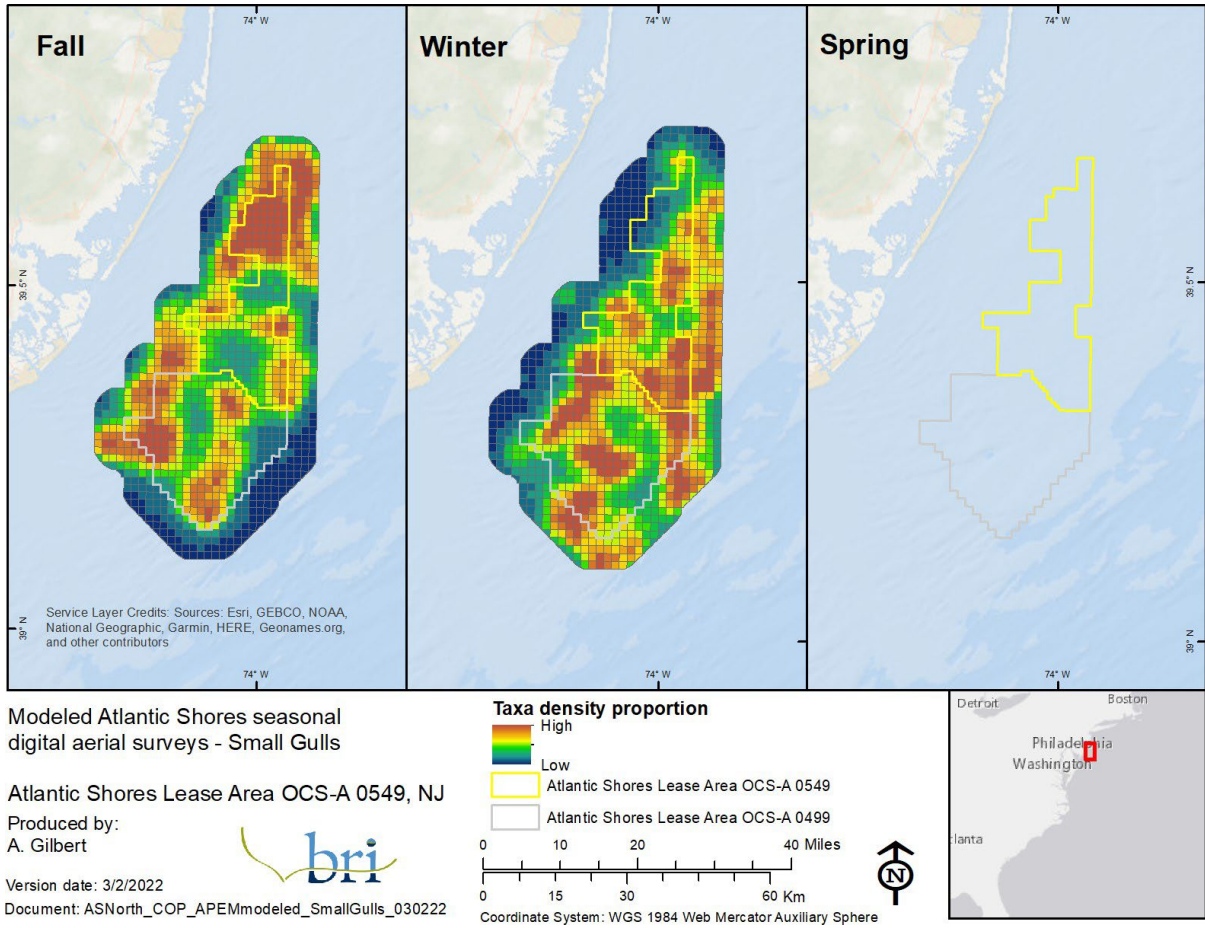 74° W
74° W
74° W
Fall
Winter
Spring
39.5° N
39.5° N
39° N
39° N
Service Layer Credits: Sources: Esri, GEBCO, NOAA,
National Geographic, Garmin, HERE, Geonames.org,
and other contributors
74° W
74° W
74° W
Modeled Atlantic Shores seasonal
digital aerial surveys - Small Gulls
Atlantic Shores Lease Area OCS-A 0549, NJ
Produced by:
A. Gilbert
bri
Version date: 3/2/2022
Document: ASNorth_COP_APEMmodeled_SmallGulls_030222
Taxa density proportion
High
Low
Atlantic Shores Lease Area OCS-A 0549
Atlantic Shores Lease Area OCS-A 0499
0 10 20 40 Miles
0 15 30 60 Km
Coordinate System: WGS 1984 Web Mercator Auxiliary Sphere
N
Detroit
Boston
Philadelphia
Washington
lanta